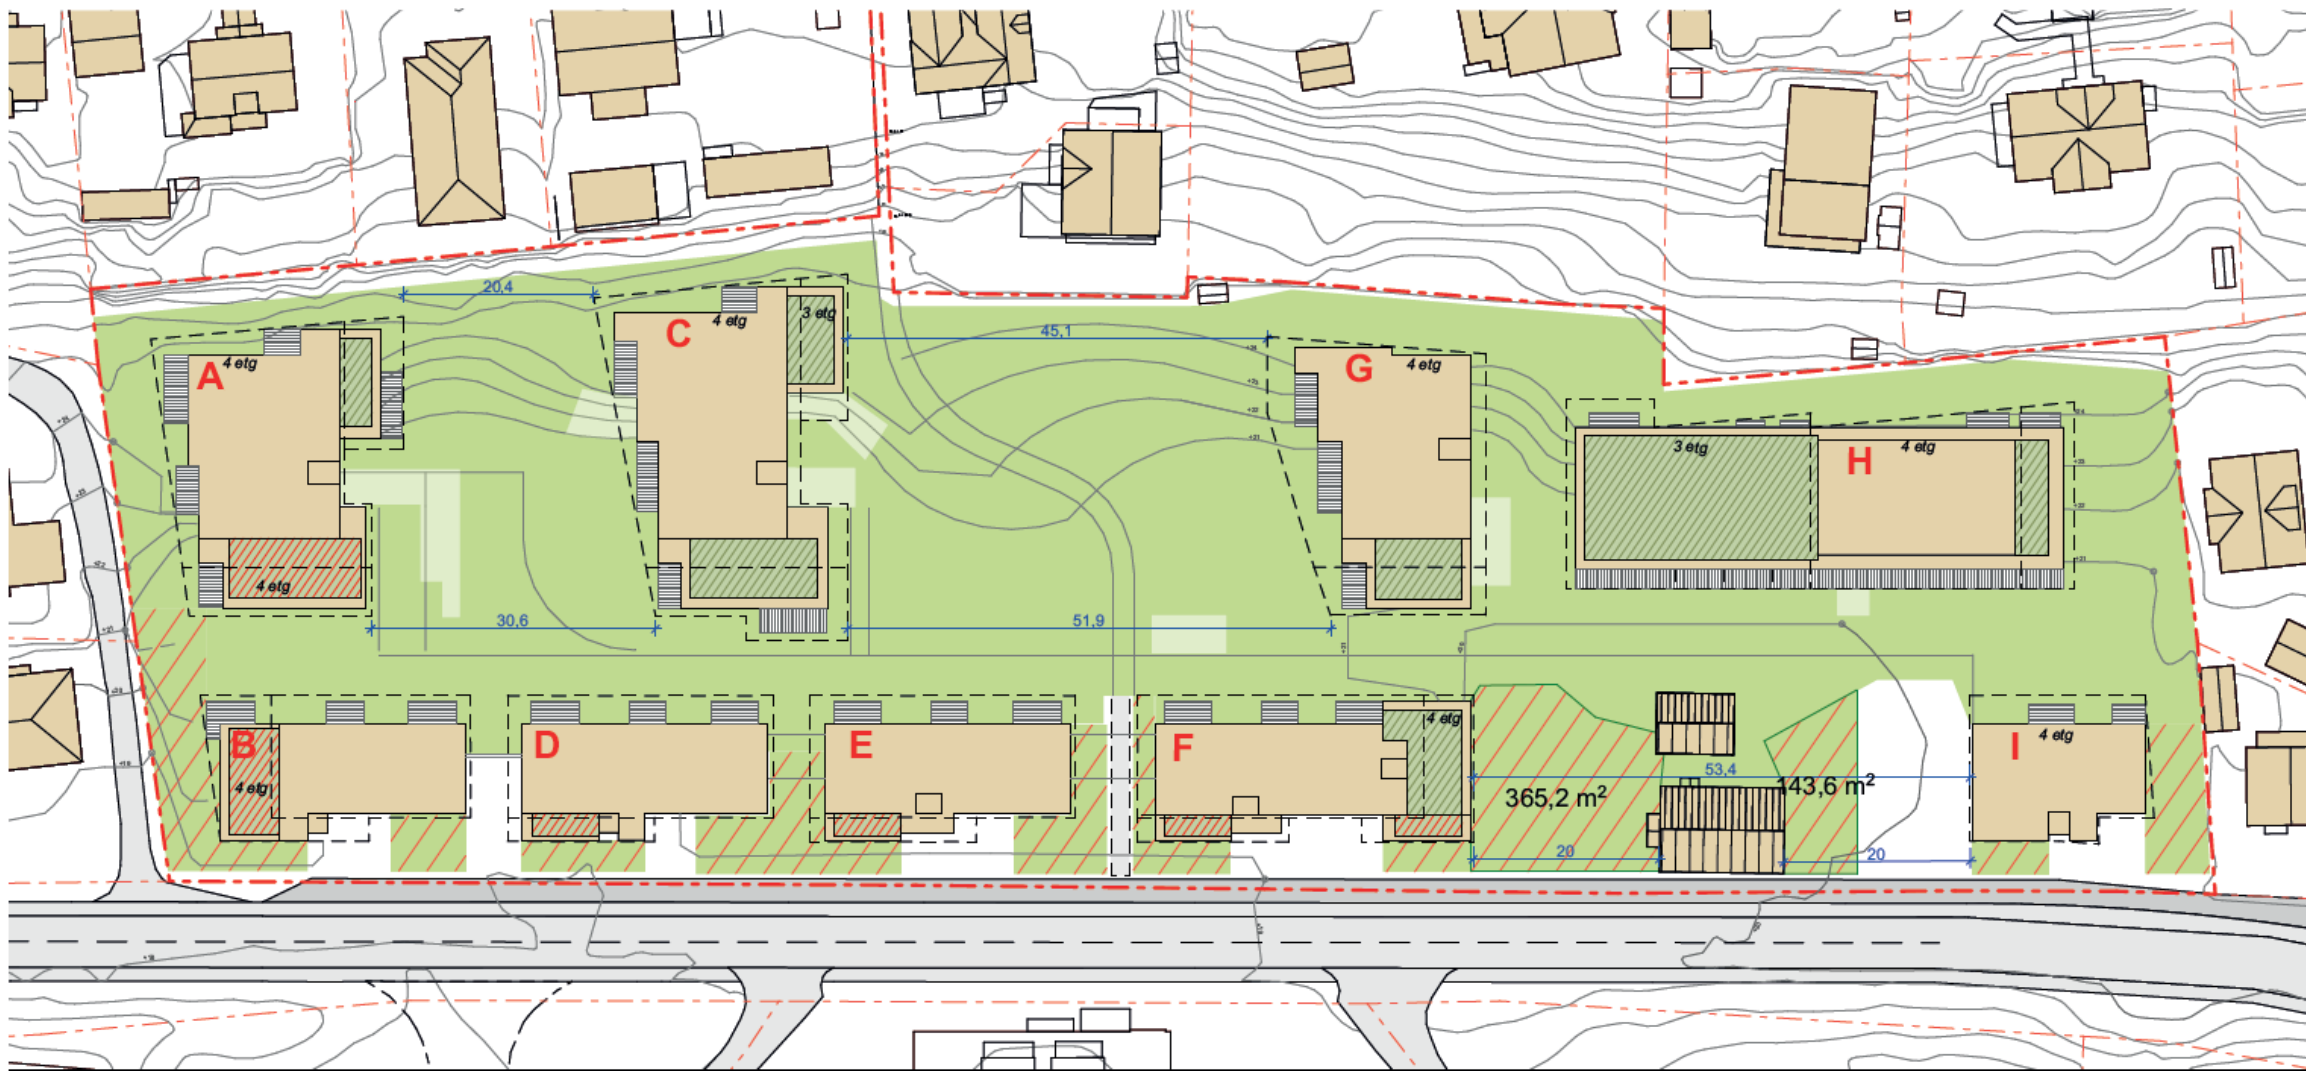 20,4
45,1
3 etg
C
4 etg
A
4 etg
G
4 etg
3 etg
H
4 etg
4 etg
30,6
51,9
B
4 etg
D
E
F
4 etg
I
4 etg
53,4
365,2 m²
143,6 m²
20
20